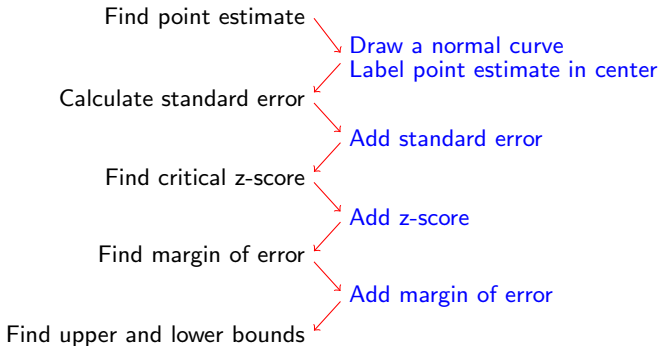 Find point estimate
Draw a normal curve
Label point estimate in center
Calculate standard error
Add standard error
Find critical z-score
Add z-score
Find margin of error
Add margin of error
Find upper and lower bounds